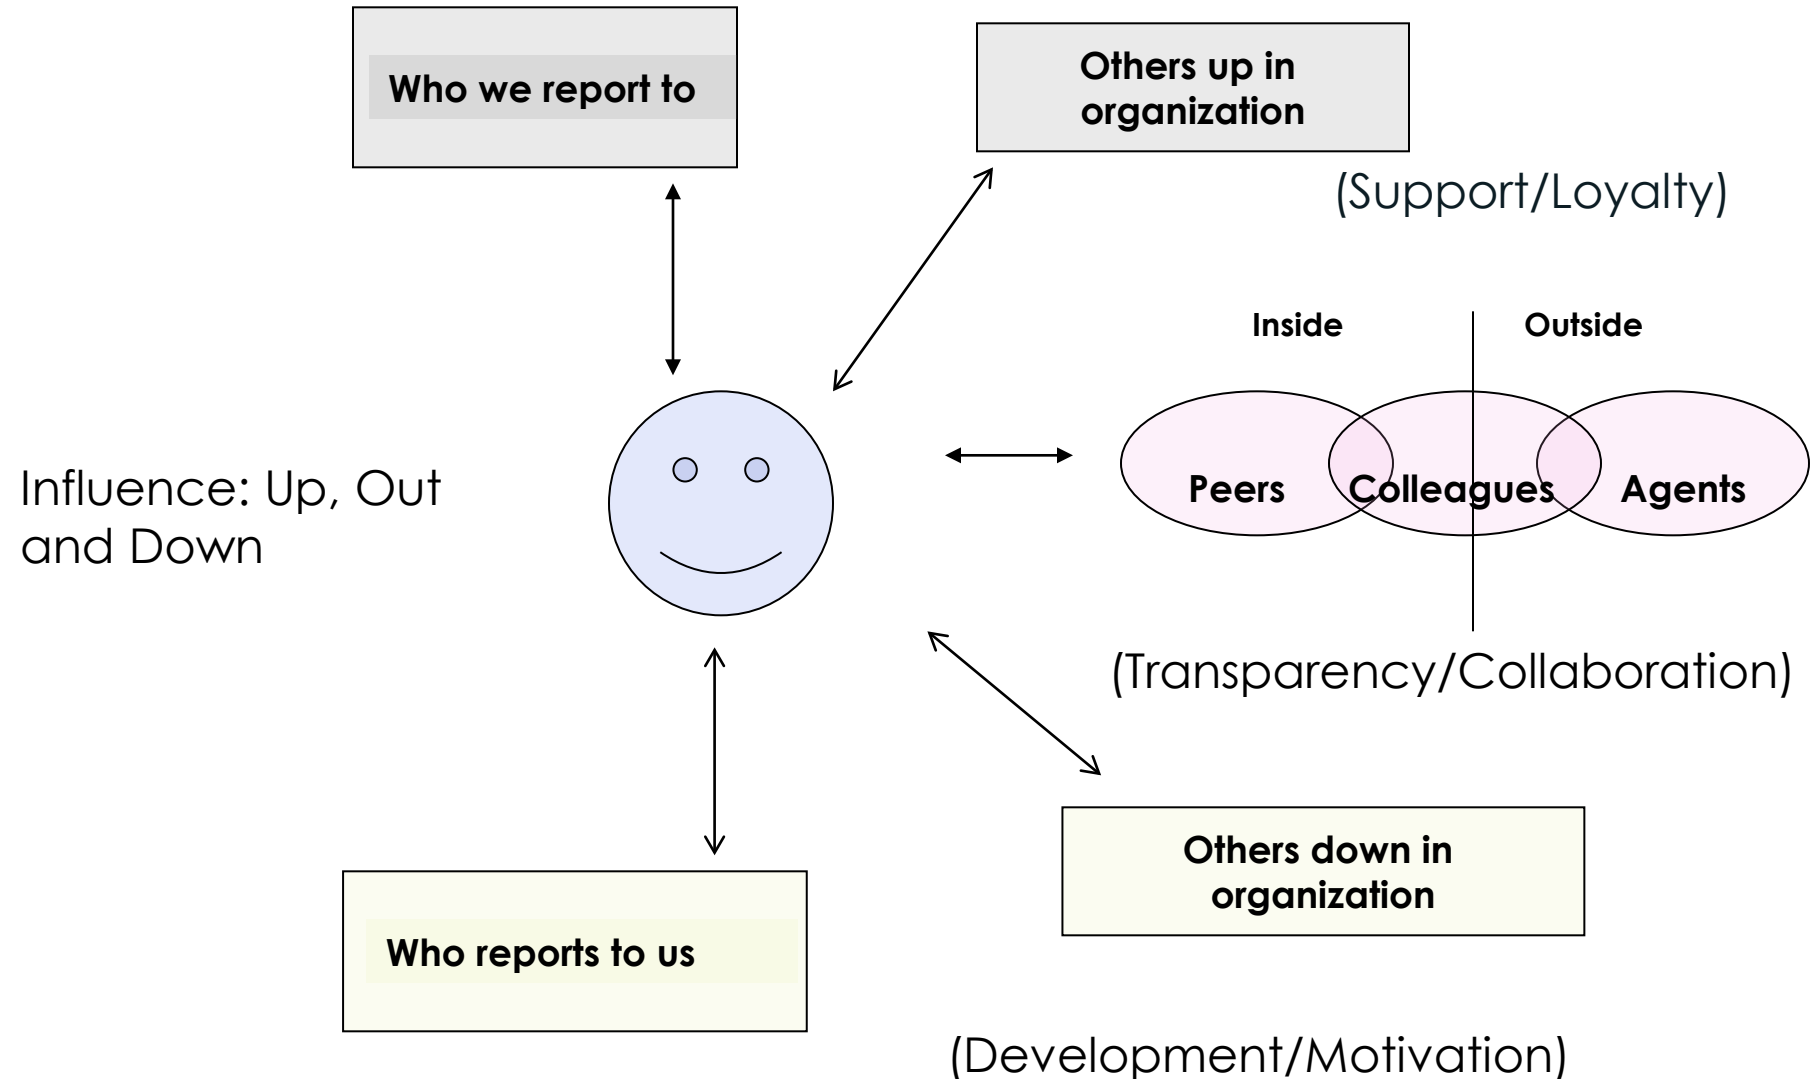 Who we report to
Others up in
organization
(Support/Loyalty)
Inside
Outside
Influence: Up, Out
and Down
Peers
Colleagues
Agents
(Transparency/Collaboration)
Others down in
organization
Who reports to us
(Development/Motivation)